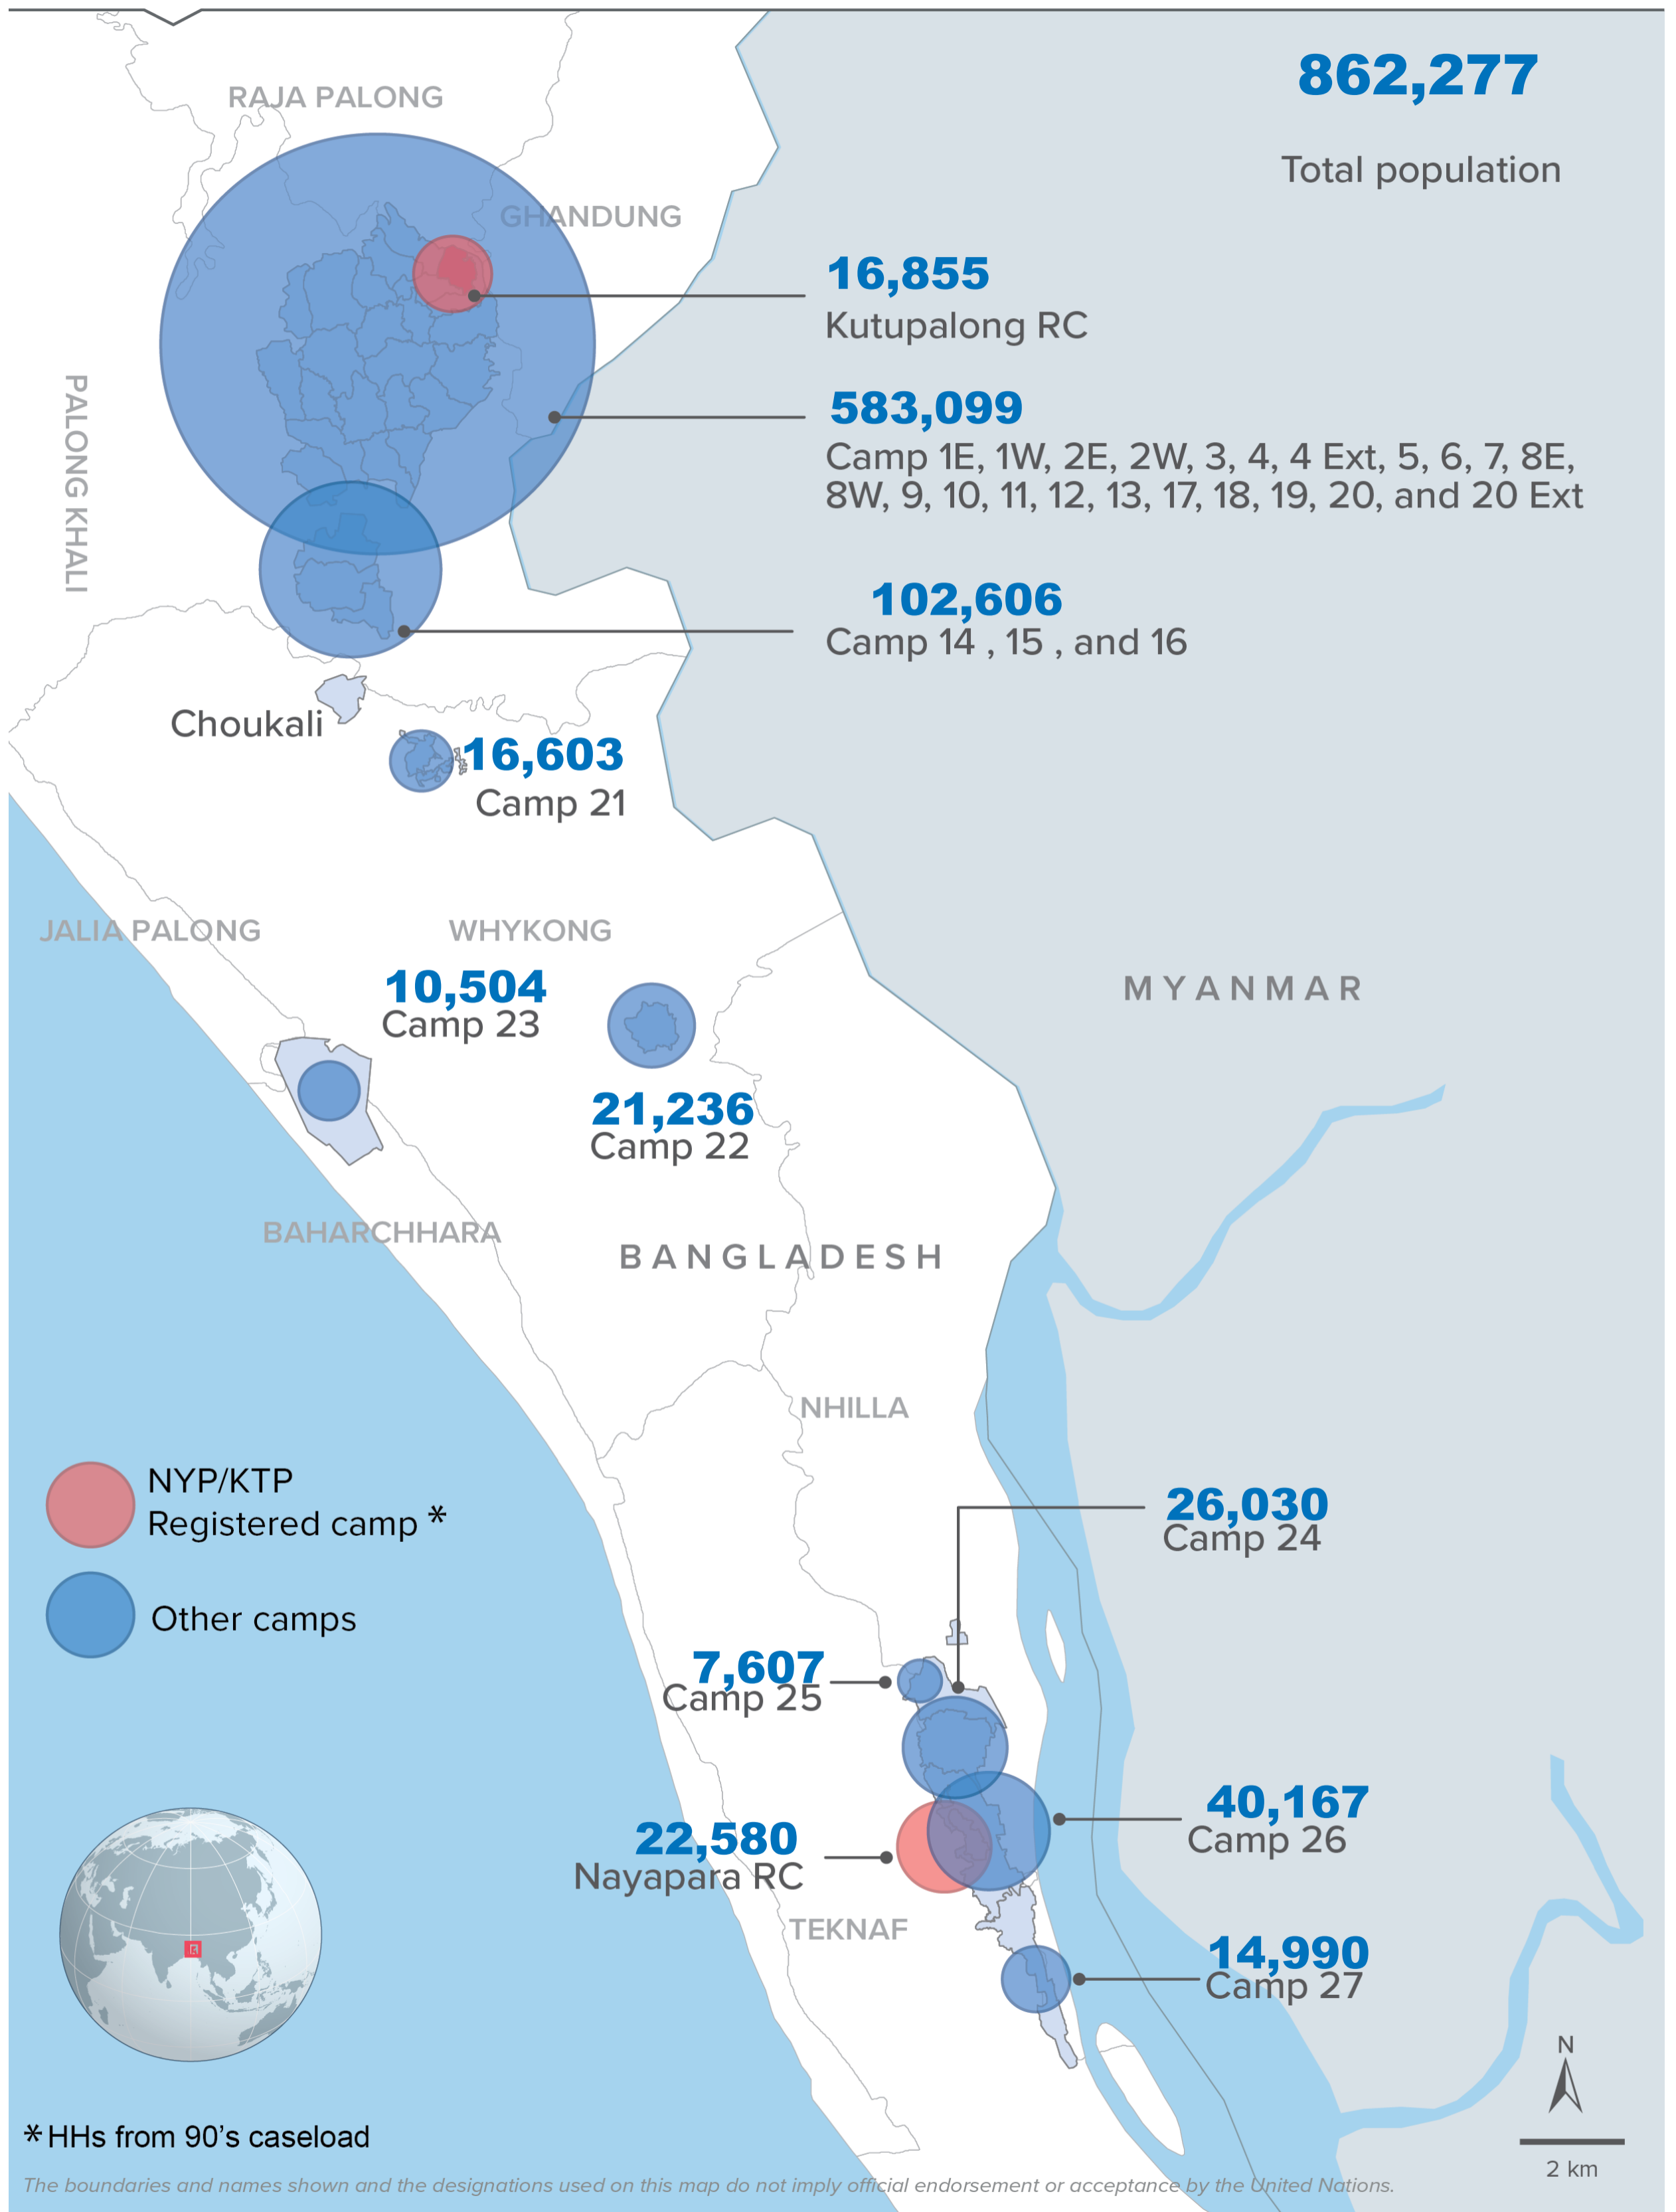 862,277
Total population
RAJA PALONG
GHANDUNG
16,855
Kutupalong RC
PALONG KHALI
583,099
Camp 1E, 1W, 2E, 2W, 3, 4, 4 Ext, 5, 6, 7, 8E,
8W, 9, 10, 11, 12, 13, 17, 18, 19, 20, and 20 Ext
102,606
Camp 14 , 15 , and 16
Choukali
16,603
Camp 21
JALIA PALONG
WHYKONG
10,504
Camp 23
MYANMAR
21,236
Camp 22
BAHARCHHARA
BANGLADESH
NHILLA
NYP/KTP
Registered camp *
26,030
Camp 24
Other camps
7,607
Camp 25
40,167
Camp 26
22,580
Nayapara RC
TEKNAF
14,990
Camp 27
N
2 km
*HHs from 90's caseload
The boundaries and names shown and the designations used on this map do not imply official endorsement or acceptance by the United Nations.